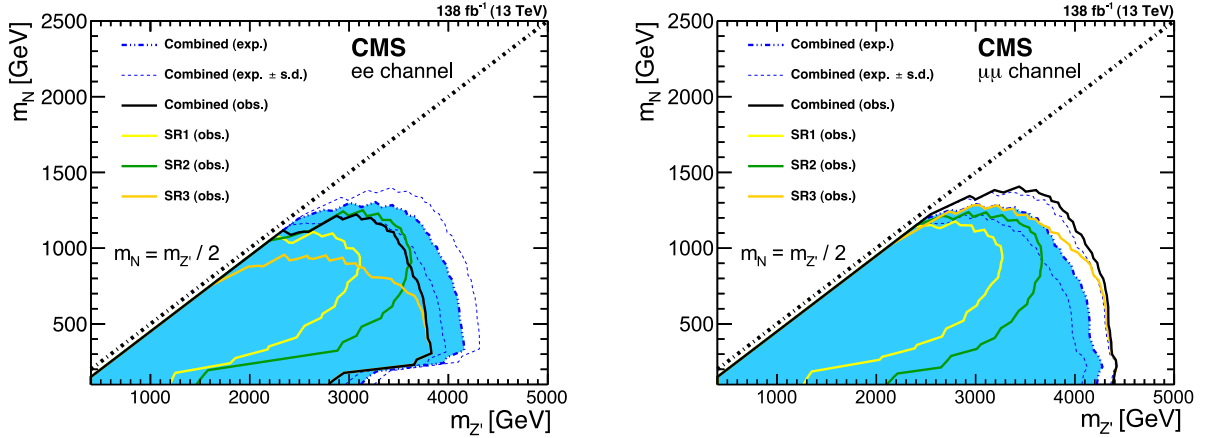 138 fb⁻¹ (13 TeV)
2500
2000
1500
1000
500
m_N [GeV]
Combined (exp.)
Combined (exp. ± s.d.)
Combined (obs.)
SR1 (obs.)
SR2 (obs.)
SR3 (obs.)
CMS
ee channel
m_N = m_Z' / 2
1000 2000 3000 4000 5000
m_Z' [GeV]
138 fb⁻¹ (13 TeV)
2500
2000
1500
1000
500
m_N [GeV]
Combined (exp.)
Combined (exp. ± s.d.)
Combined (obs.)
SR1 (obs.)
SR2 (obs.)
SR3 (obs.)
CMS
μμ channel
m_N = m_Z' / 2
1000 2000 3000 4000 5000
m_Z' [GeV]